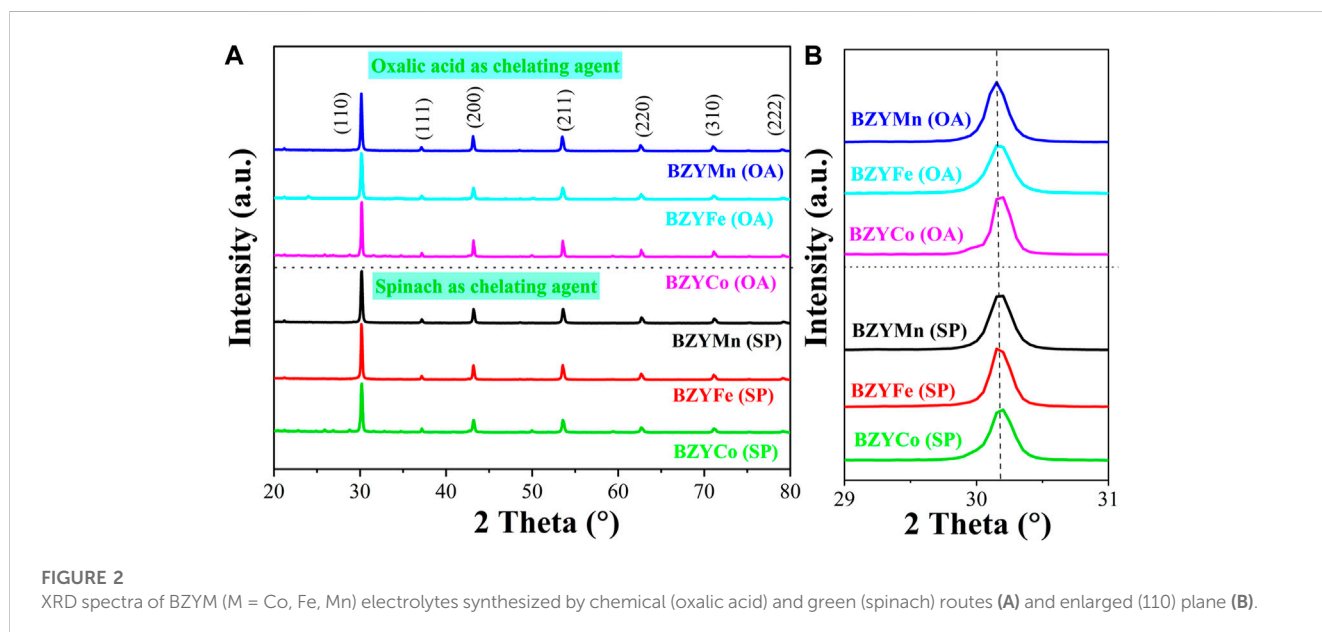 A
Oxalic acid as chelating agent
(110)
(111)
(200)
(211)
(220)
(310)
(222)
BZYMn (OA)
BZYFe (OA)
BZYCo (OA)
Spinach as chelating agent
BZYMn (SP)
BZYFe (SP)
BZYCo (SP)
Intensity (a.u.)
20 30 40 50 60 70 80
2 Theta (°)
B
BZYMn (OA)
BZYFe (OA)
BZYCo (OA)
BZYMn (SP)
BZYFe (SP)
BZYCo (SP)
Intensity (a.u.)
29 30 31
2 Theta (°)
FIGURE 2
XRD spectra of BZYM (M = Co, Fe, Mn) electrolytes synthesized by chemical (oxalic acid) and green (spinach) routes (A) and enlarged (110) plane (B).